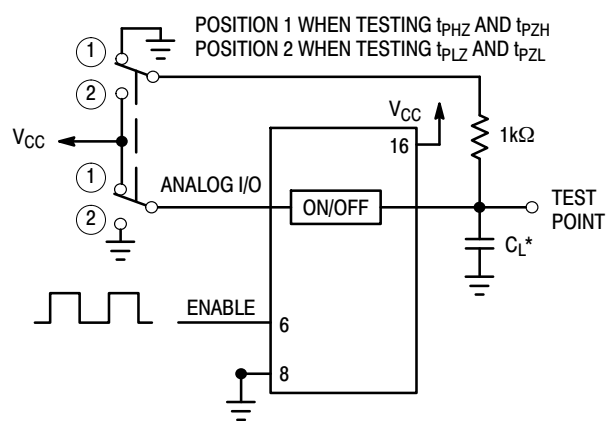 POSITION 1 WHEN TESTING tPHZ AND tPZH
POSITION 2 WHEN TESTING tPLZ AND tPZL
1
2
VCC
VCC
16
1kΩ
1
ANALOG I/O
ON/OFF
TEST
POINT
2
CL*
ENABLE
6
8